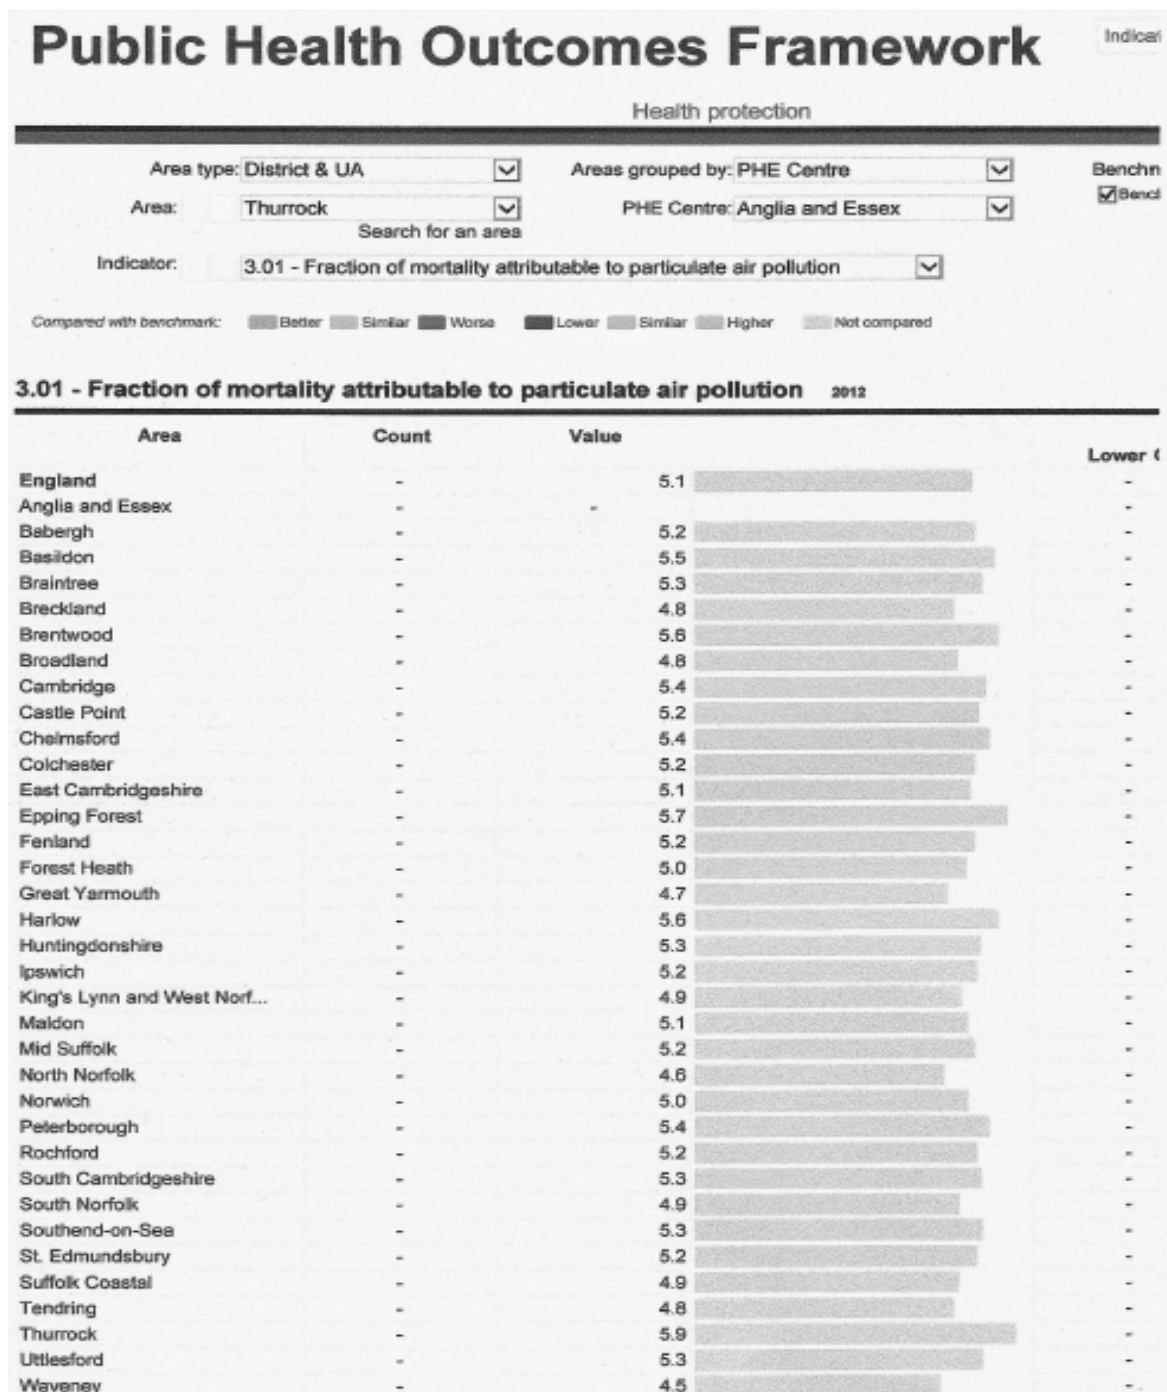 Public Health Outcomes Framework
Health protection
Area type: District & UA Areas grouped by: PHE Centre
Area: Thurrock PHE Centre: Anglia and Essex
Search for an area
Indicator: 3.01 - Fraction of mortality attributable to particulate air pollution
Compared with benchmark: Better Similar Worse Lower Similar Higher Not compared
3.01 - Fraction of mortality attributable to particulate air pollution 2012
Area Count Value
Lower
England - 5.1 -
Anglia and Essex - - -
Babergh - 5.2 -
Basildon - 5.5 -
Braintree - 5.3 -
Breckland - 4.8 -
Brentwood - 5.6 -
Broadland - 4.8 -
Cambridge - 5.4 -
Castle Point - 5.2 -
Chelmsford - 5.4 -
Colchester - 5.2 -
East Cambridgeshire - 5.1 -
Epping Forest - 5.7 -
Fenland - 5.2 -
Forest Heath - 5.0 -
Great Yarmouth - 4.7 -
Harlow - 5.6 -
Huntingdonshire - 5.3 -
Ipswich - 5.2 -
King's Lynn and West Norf... - 4.9 -
Maldon - 5.1 -
Mid Suffolk - 5.2 -
North Norfolk - 4.6 -
Norwich - 5.0 -
Peterborough - 5.4 -
Rochford - 5.2 -
South Cambridgeshire - 5.3 -
South Norfolk - 4.9 -
Southend-on-Sea - 5.3 -
St. Edmundsbury - 5.2 -
Suffolk Coastal - 4.9 -
Tendring - 4.8 -
Thurrock - 5.9 -
Uttlesford - 5.3 -
Waveney - 4.5 -